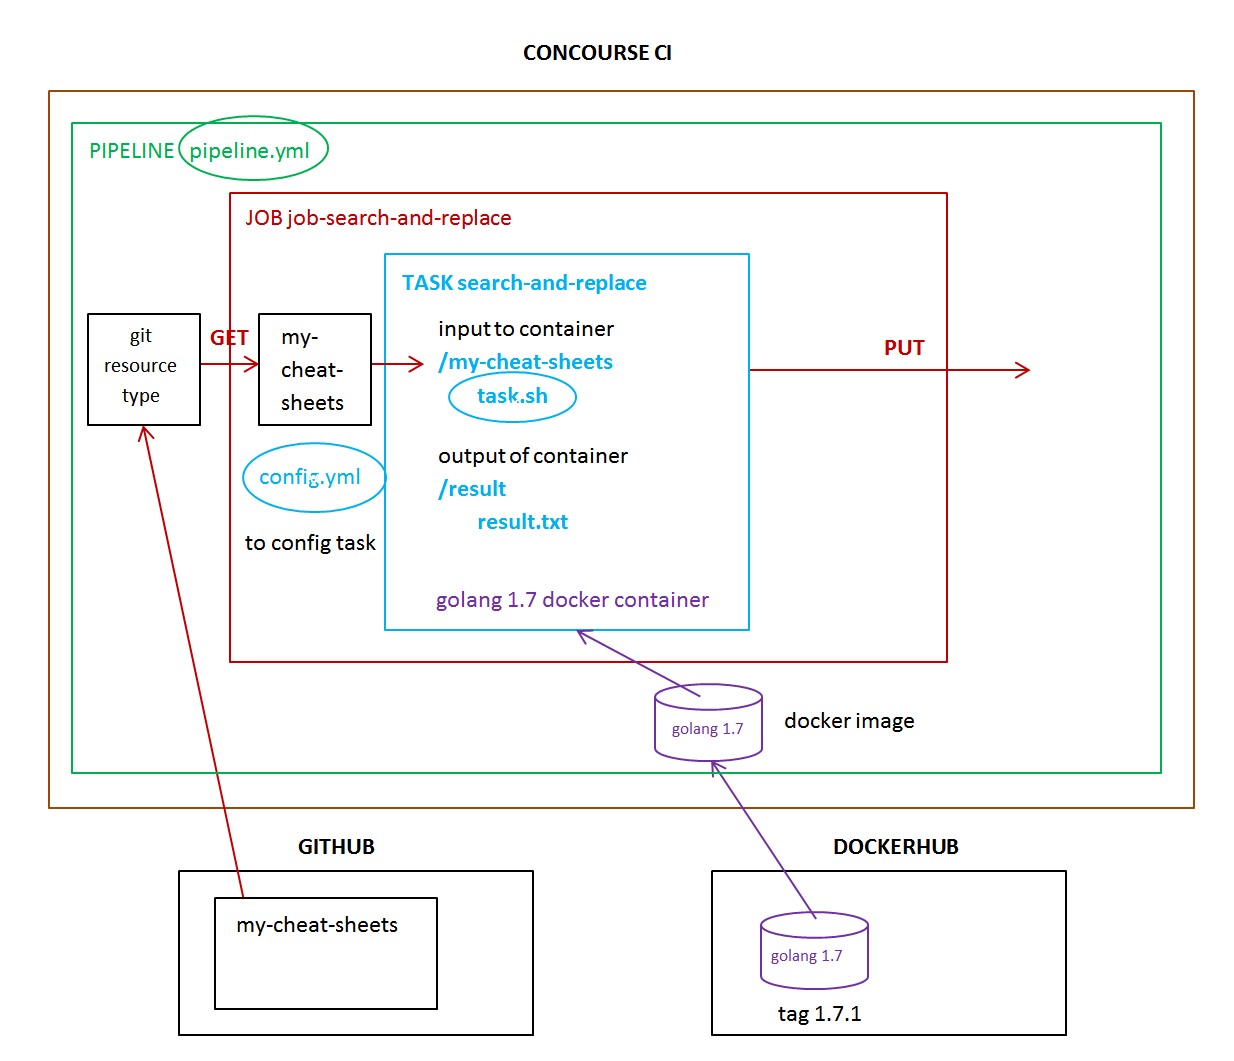 CONCOURSE CI
PIPELINE pipeline.yml
JOB job-search-and-replace
TASK search-and-replace
git
resource
type
GET
my-
cheat-
sheets
input to container
/my-cheat-sheets
task.sh
output of container
/result
result.txt
golang 1.7 docker container
config.yml
to config task
PUT
golang 1.7
docker image
GITHUB
my-cheat-sheets
DOCKERHUB
golang 1.7
tag 1.7.1